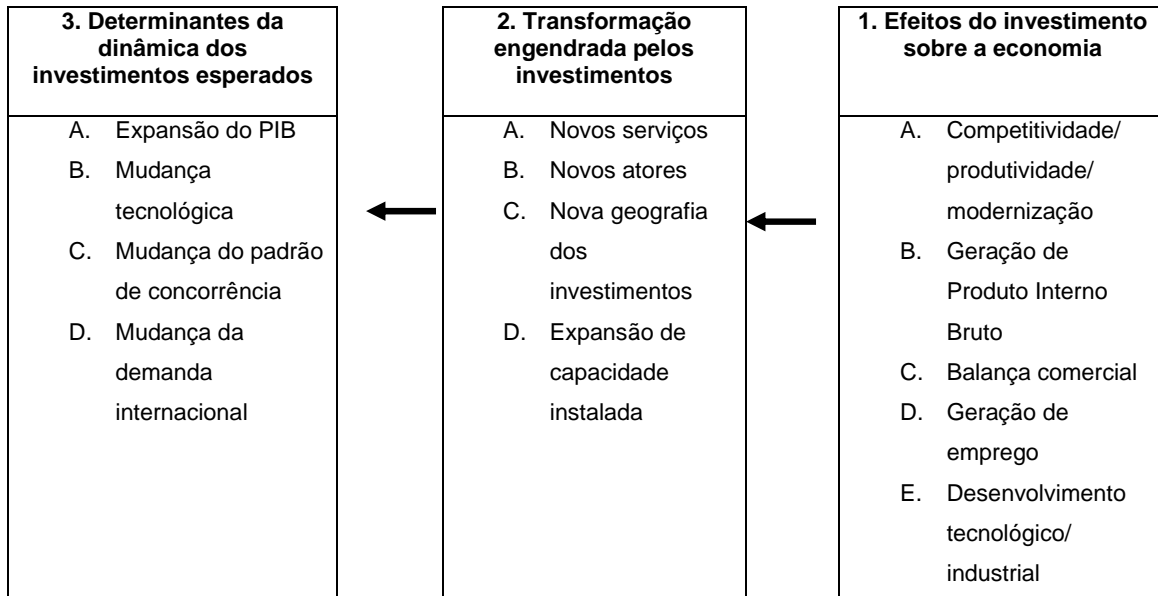 3. Determinantes da
dinâmica dos
investimentos esperados
A. Expansão do PIB
B. Mudança
tecnológica
C. Mudança do padrão
de concorrência
D. Mudança da
demanda
internacional
2. Transformação
engendrada pelos
investimentos
A. Novos serviços
B. Novos atores
C. Nova geografia
dos
investimentos
D. Expansão de
capacidade
instalada
1. Efeitos do investimento
sobre a economia
A. Competitividade/
produtividade/
modernização
B. Geração de
Produto Interno
Bruto
C. Balança comercial
D. Geração de
emprego
E. Desenvolvimento
tecnológico/
industrial